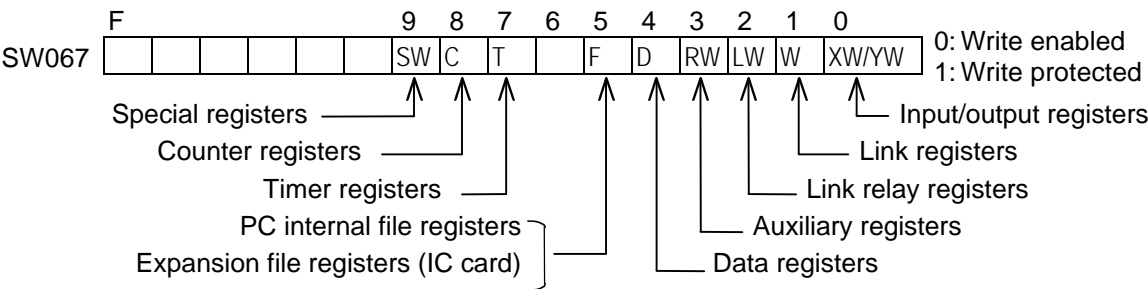 F 9 8 7 6 5 4 3 2 1 0
SW067 SW C T F D RW LW W XW/YW 0: Write enabled
1: Write protected
Special registers Input/output registers
Counter registers Link registers
Timer registers Link relay registers
PC internal file registers Auxiliary registers
Expansion file registers (IC card) Data registers